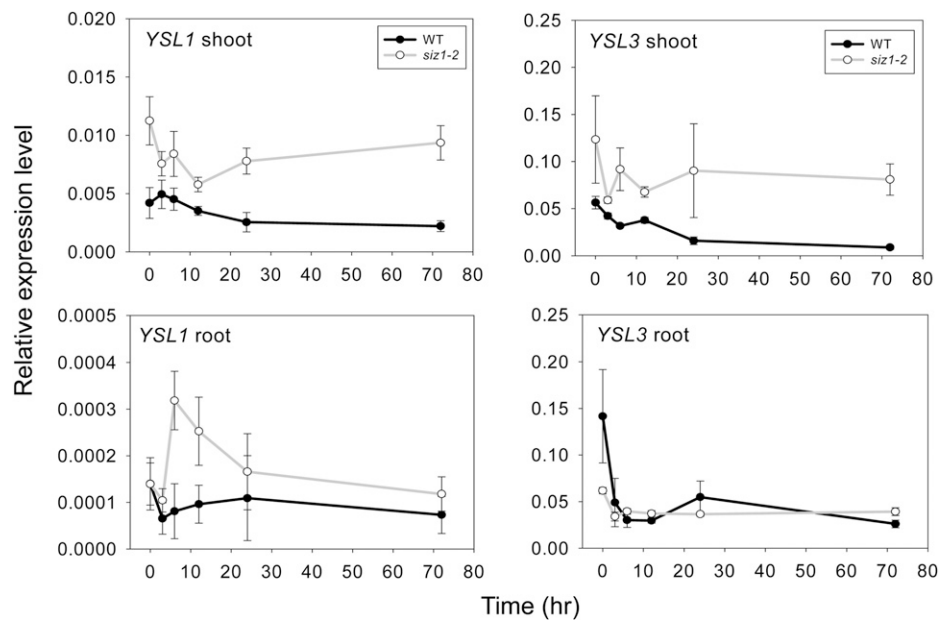 Relative expression level
YSL1 shoot
WT
siz1-2
0.020
0.015
0.010
0.005
0.000
0 10 20 30 40 50 60 70 80
YSL3 shoot
WT
siz1-2
0.25
0.20
0.15
0.10
0.05
0.00
0 10 20 30 40 50 60 70 80
YSL1 root
0.0005
0.0004
0.0003
0.0002
0.0001
0.0000
0 10 20 30 40 50 60 70 80
YSL3 root
0.25
0.20
0.15
0.10
0.05
0.00
0 10 20 30 40 50 60 70 80
Time (hr)